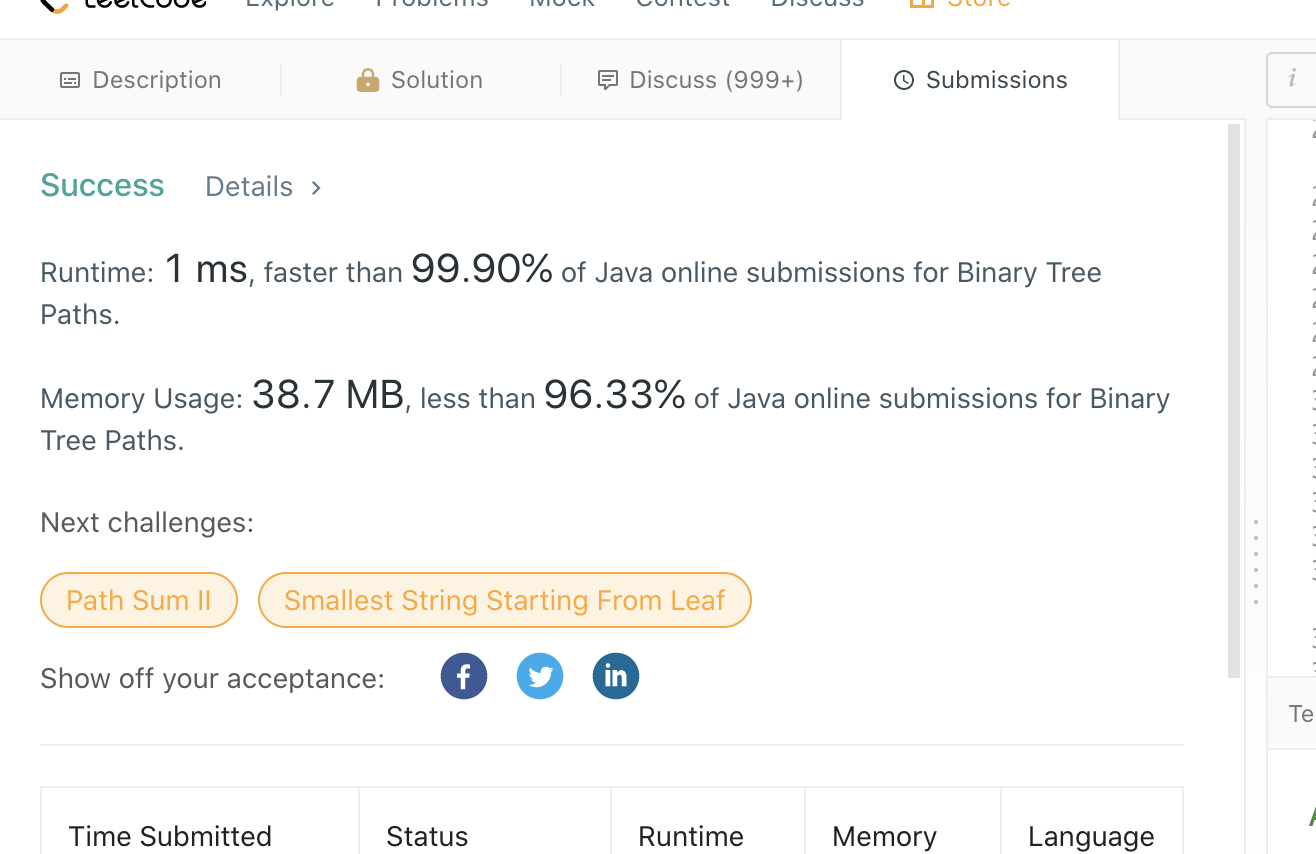 LeetCode Explore Problems Mock Contest Discuss Store
Description Solution Discuss (999+) Submissions
i
Success Details >
Runtime: 1 ms, faster than 99.90% of Java online submissions for Binary Tree
Paths.
Memory Usage: 38.7 MB, less than 96.33% of Java online submissions for Binary
Tree Paths.
Next challenges:
Path Sum II Smallest String Starting From Leaf
Show off your acceptance:
f in
Te
Time Submitted Status Runtime Memory Language